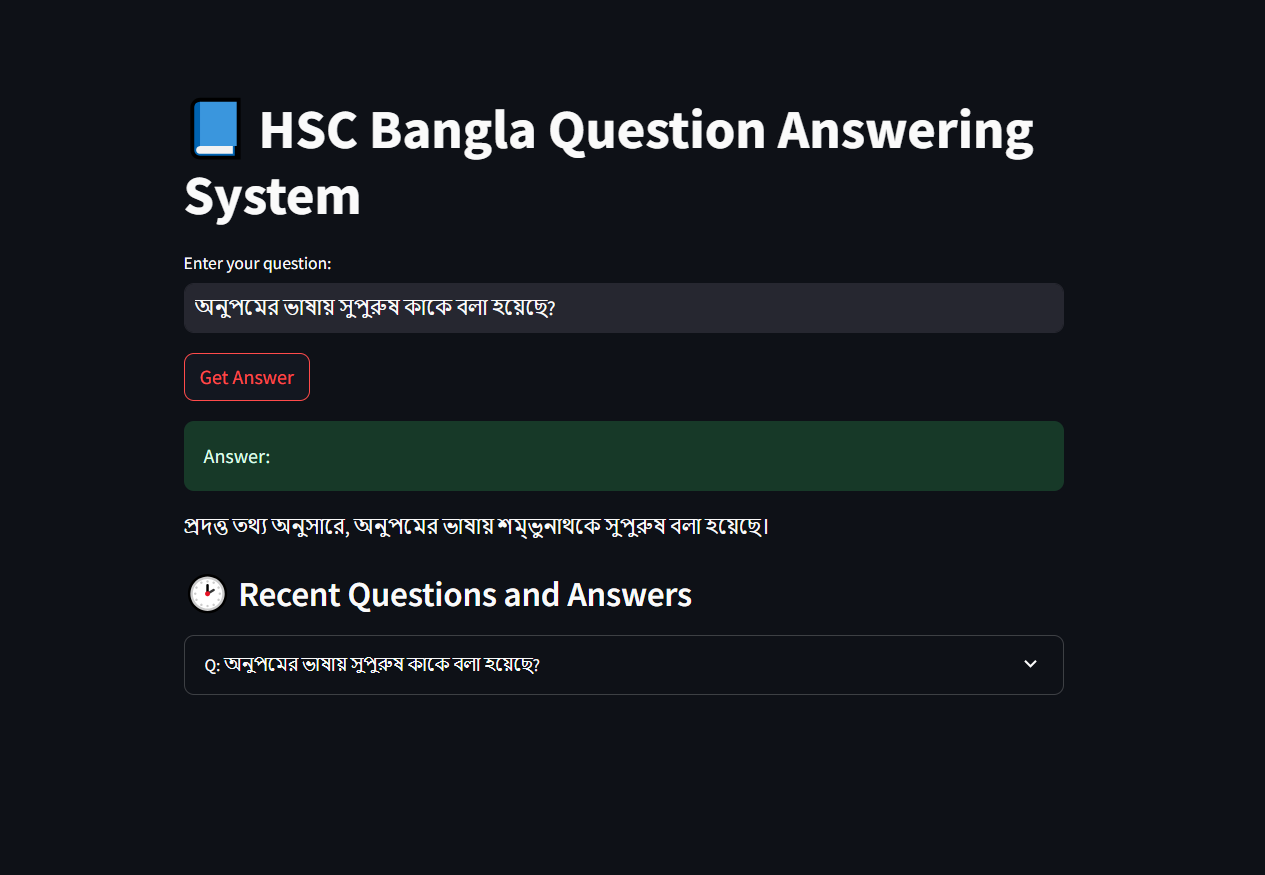 📘 HSC Bangla Question Answering
System
Enter your question:
অনুপমের ভাষায় সুপুরুষ কাকে বলা হয়েছে?
Get Answer
Answer:
প্রদত্ত তথ্য অনুসারে, অনুপমের ভাষায় শম্ভুনাথকে সুপুরুষ বলা হয়েছে।
🕑 Recent Questions and Answers
Q: অনুপমের ভাষায় সুপুরুষ কাকে বলা হয়েছে?